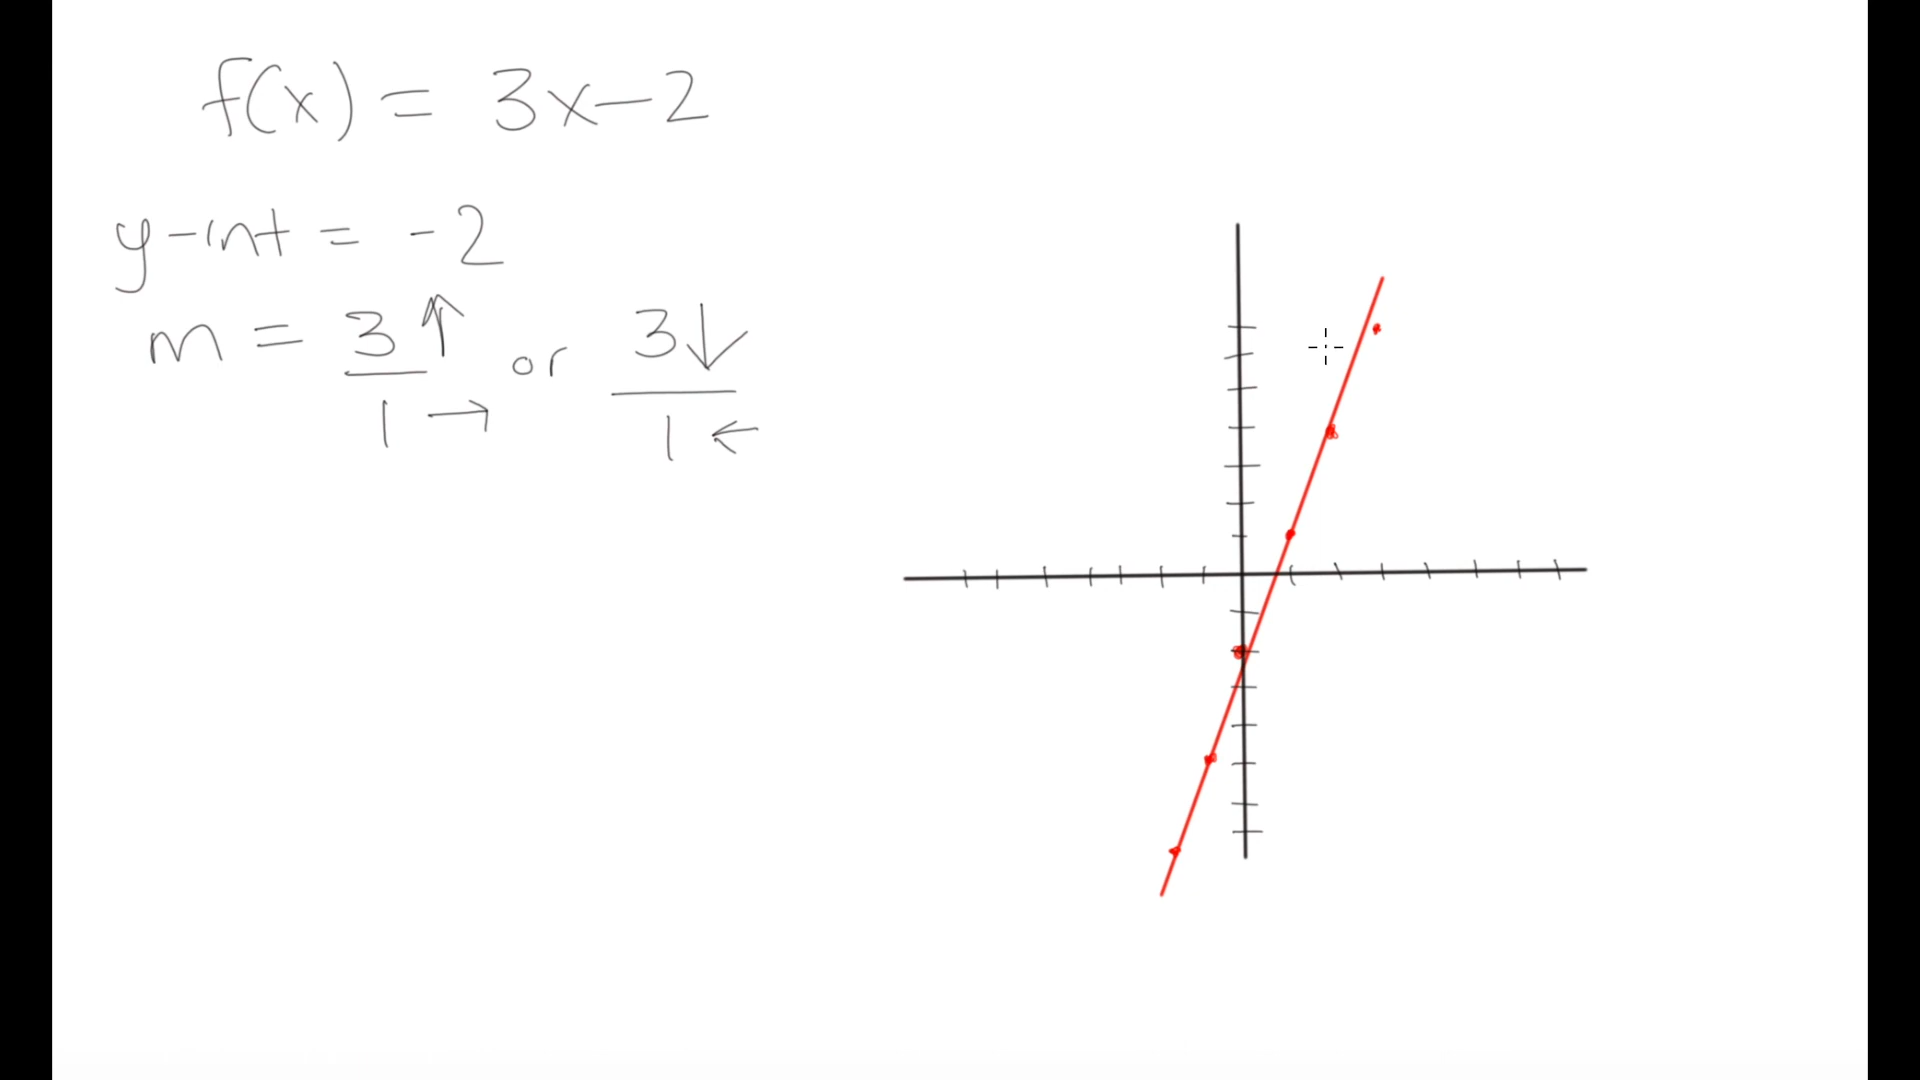 f(x) = 3x-2
y-int = -2
m = 3↑/1→ or 3↓/1←